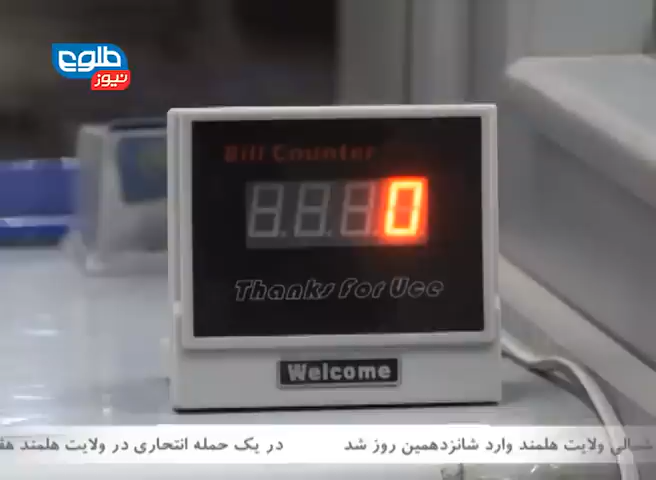 طلوع
نیوز
Bill Counter
0
Thanks For Uce
Welcome
شمالی ولایت هلمند وارد شانزدهمین روز شد
در یک حمله انتحاری در ولایت هلمند